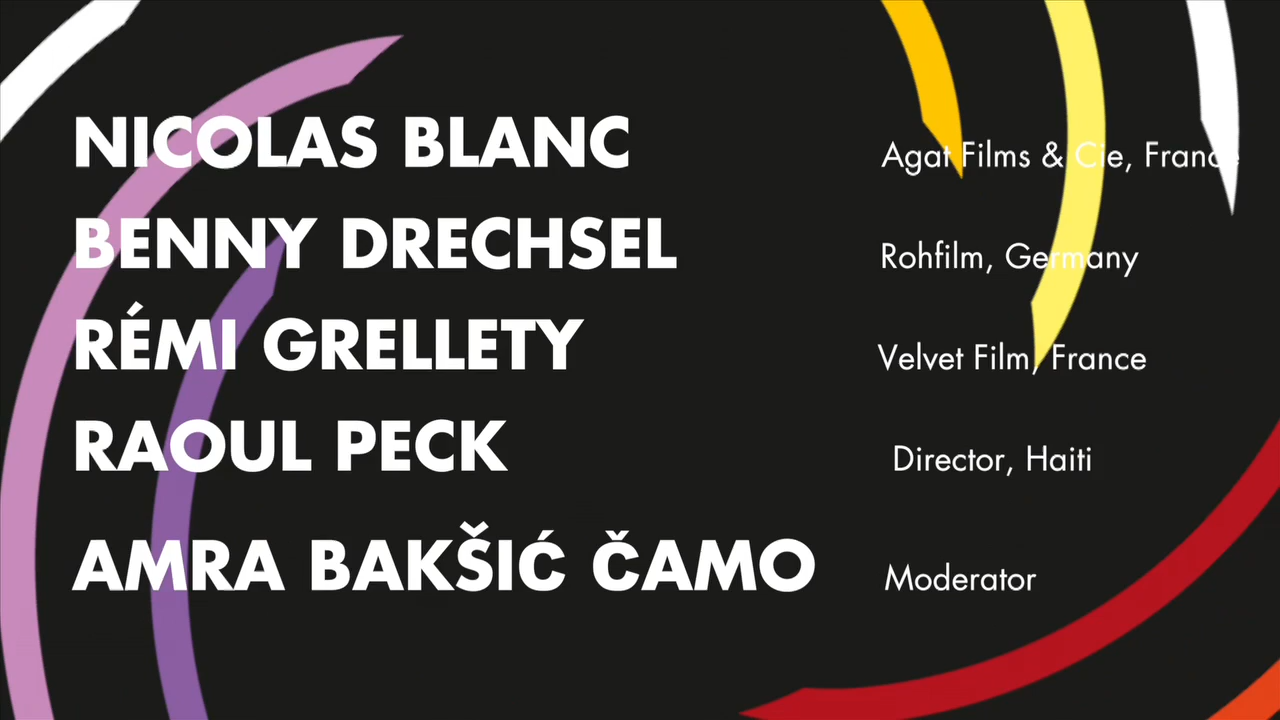 NICOLAS BLANC Agat Films & Cie, France
BENNY DRECHSEL Rohfilm, Germany
RÉMI GRELLETY Velvet Film, France
RAOUL PECK Director, Haiti
AMRA BAKŠIĆ ČAMO Moderator